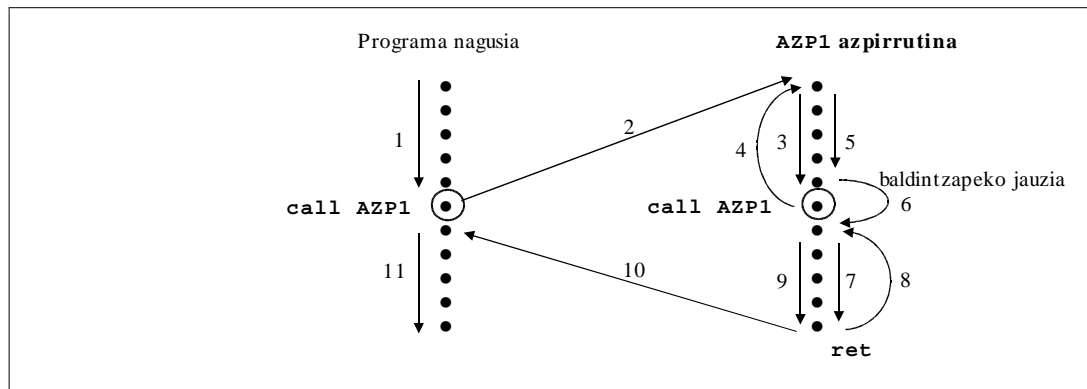 Programa nagusia
AZP1 azpirrutina
1
2
3
4
5
baldintzapeko jauzia
6
call AZP1
call AZP1
11
10
9
7
8
ret